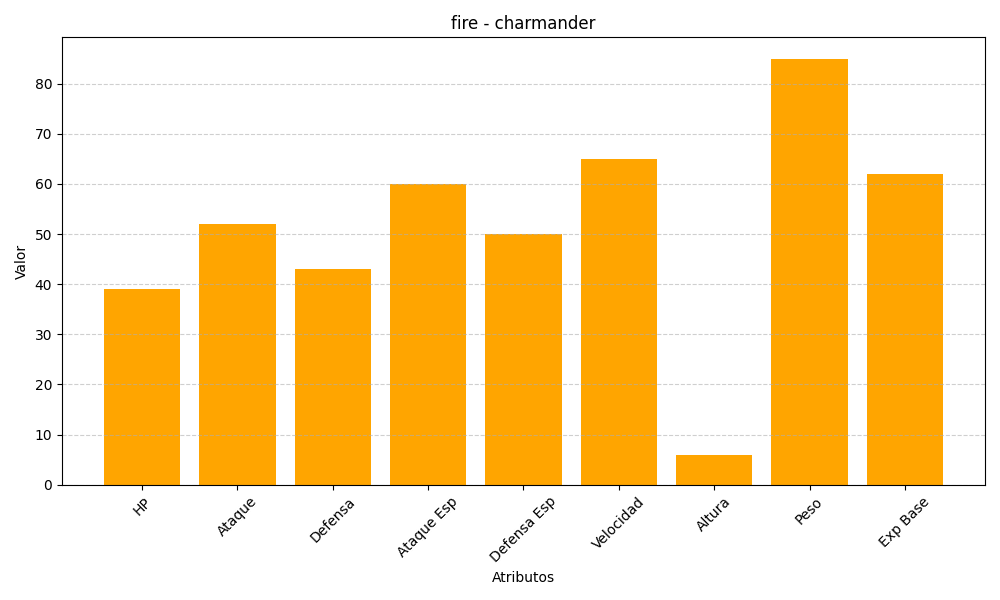 fire - charmander
Valor
80
70
60
50
40
30
20
10
0
HP
Ataque
Defensa
Ataque Esp
Defensa Esp
Velocidad
Altura
Peso
Exp Base
Atributos